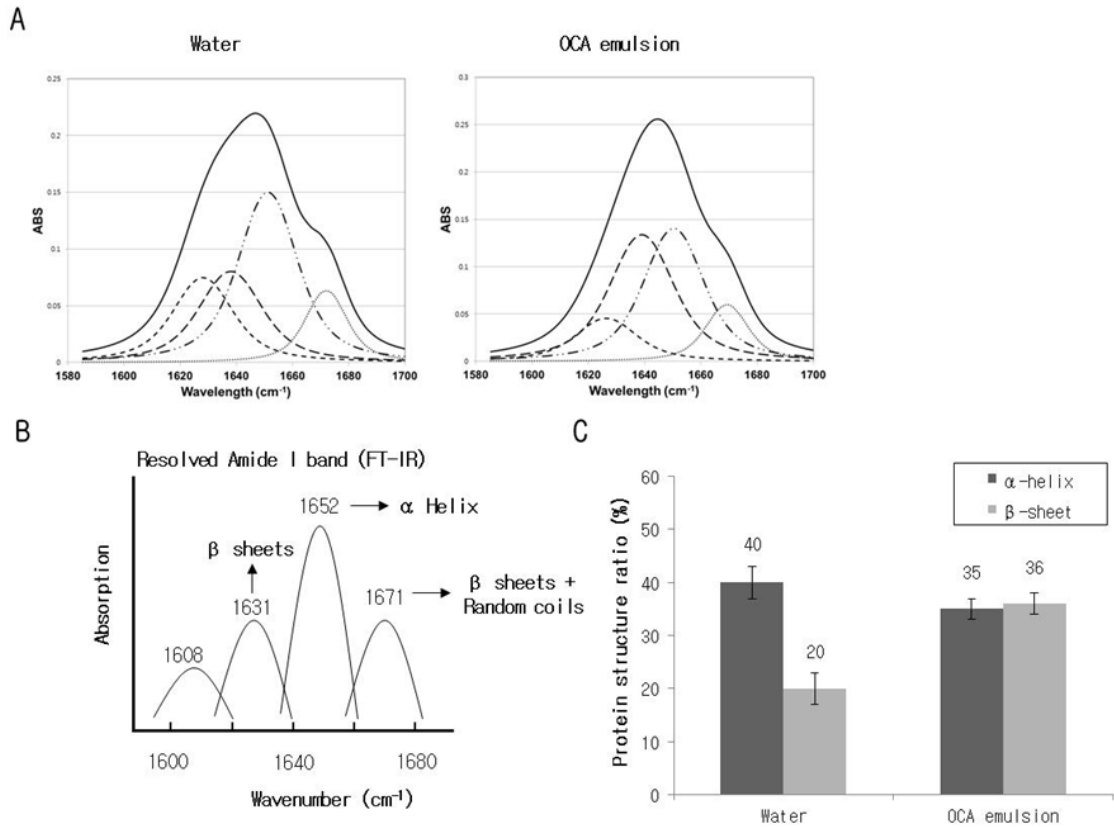 A
Water
OCA emulsion
0.25
0.2
0.15
0.1
0.05
0
ABS
1580 1600 1620 1640 1660 1680 1700
Wavelength (cm-1)
0.3
0.25
0.2
0.15
0.1
0.05
0
ABS
1580 1600 1620 1640 1660 1680 1700
Wavelength (cm-1)
B
Resolved Amide I band (FT-IR)
1652
α Helix
β sheets
1631
1671
β sheets +
Random coils
1608
Absorption
1600 1640 1680
Wavenumber (cm-1)
C
α-helix
β-sheet
60
50
40
30
20
10
0
Protein structure ratio (%)
40
20
35
36
Water
OCA emulsion